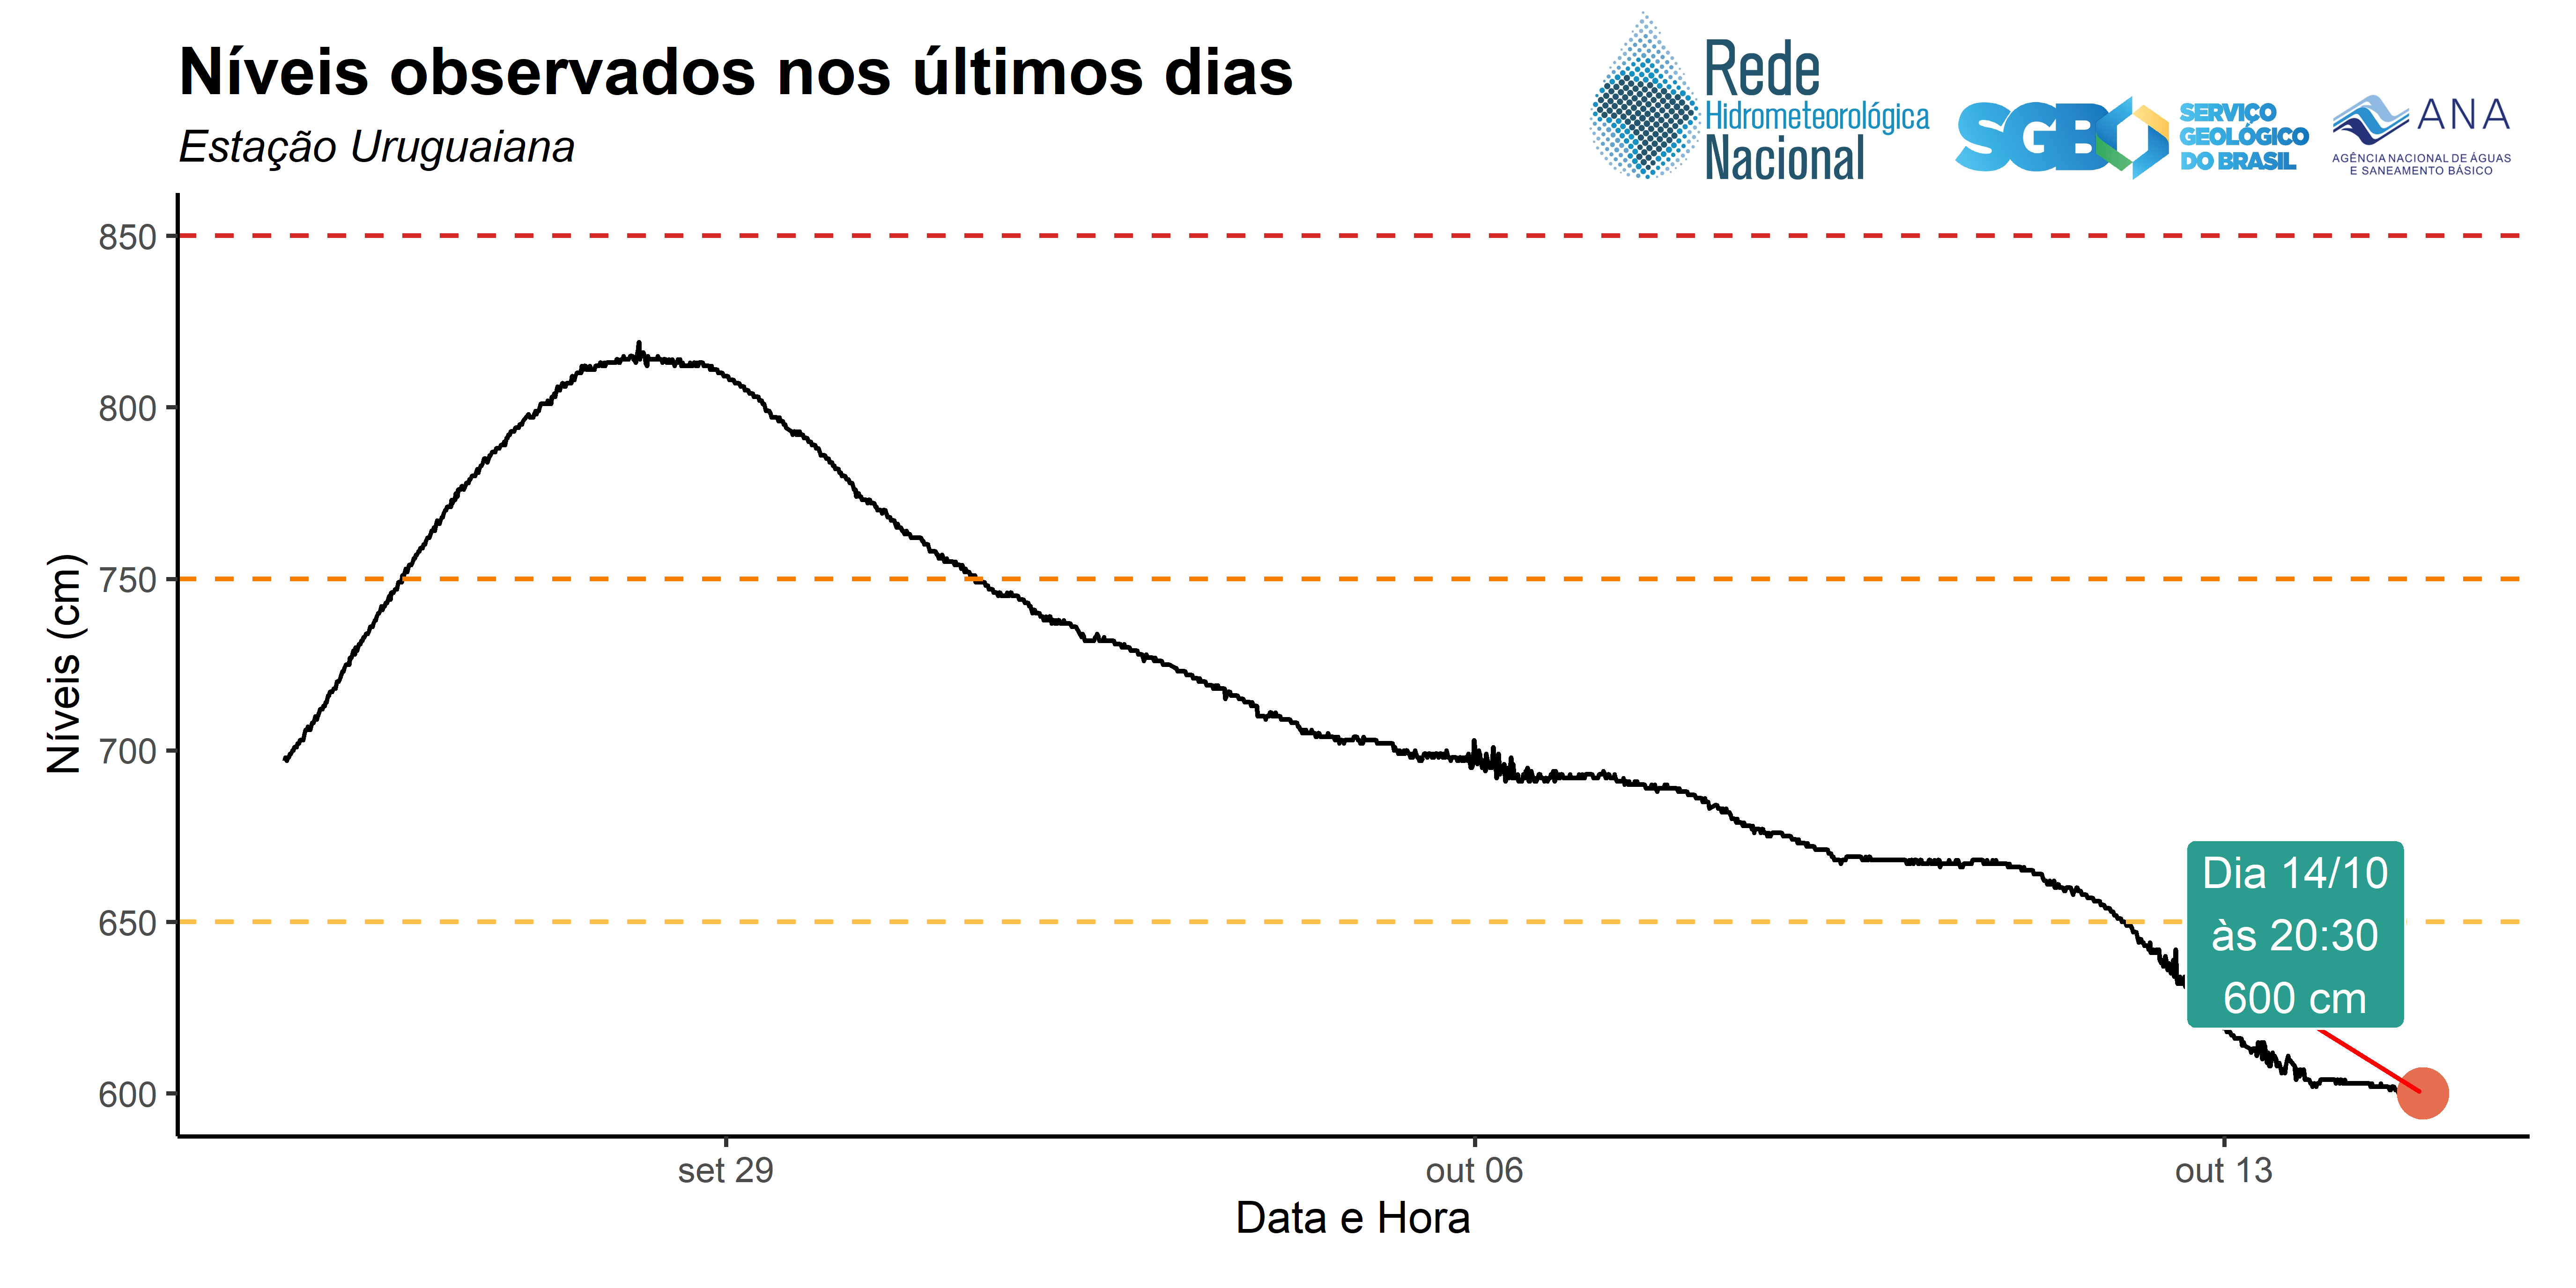 Níveis observados nos últimos dias
Estação Uruguaiana
Rede
Hidrometeorológica
Nacional
SGB
SERVIÇO
GEOLÓGICO
DO BRASIL
ANA
AGÊNCIA NACIONAL DE ÁGUAS
E SANEAMENTO BÁSICO
Níveis (cm)
850
800
750
700
650
600
Dia 14/10
às 20:30
600 cm
set 29
out 06
out 13
Data e Hora